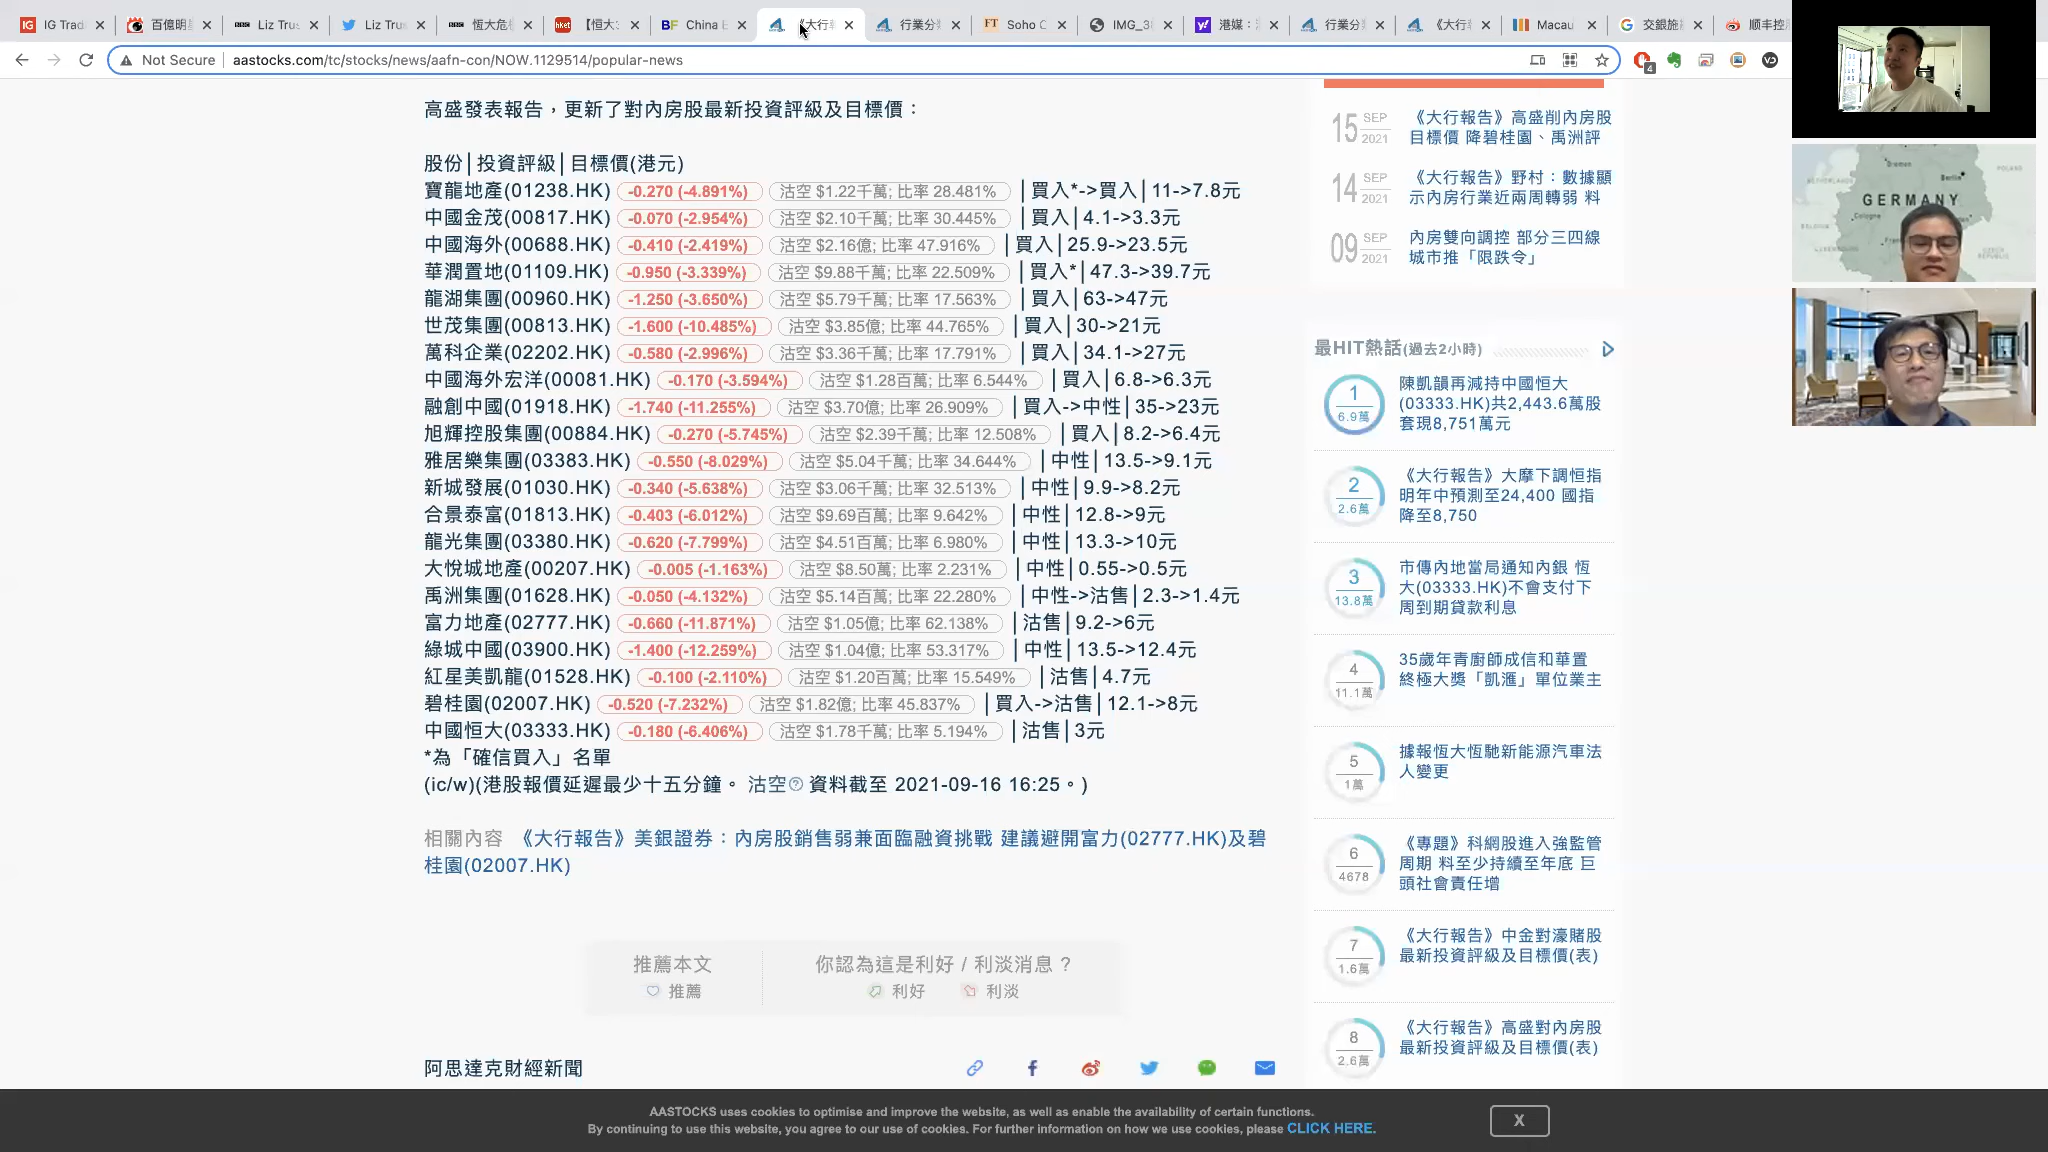 IG Trad
百億明星
Liz Trus
Liz Trus
恆大危機
【恒大
China E
《大行報
行業分
Soho C
IMG_3
港媒：
行業分
《大行報
Macau
交銀施
顺丰控
Not Secure
aastocks.com/tc/stocks/news/aafn-con/NOW.1129514/popular-news
4
高盛發表報告，更新了對內房股最新投資評級及目標價：
股份│投資評級│目標價(港元)
寶龍地產(01238.HK) -0.270 (-4.891%) 沽空 $1.22千萬; 比率 28.481% │買入*->買入│11->7.8元
中國金茂(00817.HK) -0.070 (-2.954%) 沽空 $2.10千萬; 比率 30.445% │買入│4.1->3.3元
中國海外(00688.HK) -0.410 (-2.419%) 沽空 $2.16億; 比率 47.916% │買入│25.9->23.5元
華潤置地(01109.HK) -0.950 (-3.339%) 沽空 $9.88千萬; 比率 22.509% │買入*│47.3->39.7元
龍湖集團(00960.HK) -1.250 (-3.650%) 沽空 $5.79千萬; 比率 17.563% │買入│63->47元
世茂集團(00813.HK) -1.600 (-10.485%) 沽空 $3.85億; 比率 44.765% │買入│30->21元
萬科企業(02202.HK) -0.580 (-2.996%) 沽空 $3.36千萬; 比率 17.791% │買入│34.1->27元
中國海外宏洋(00081.HK) -0.170 (-3.594%) 沽空 $1.28百萬; 比率 6.544% │買入│6.8->6.3元
融創中國(01918.HK) -1.740 (-11.255%) 沽空 $3.70億; 比率 26.909% │買入->中性│35->23元
旭輝控股集團(00884.HK) -0.270 (-5.745%) 沽空 $2.39千萬; 比率 12.508% │買入│8.2->6.4元
雅居樂集團(03383.HK) -0.550 (-8.029%) 沽空 $5.04千萬; 比率 34.644% │中性│13.5->9.1元
新城發展(01030.HK) -0.340 (-5.638%) 沽空 $3.06千萬; 比率 32.513% │中性│9.9->8.2元
合景泰富(01813.HK) -0.403 (-6.012%) 沽空 $9.69百萬; 比率 9.642% │中性│12.8->9元
龍光集團(03380.HK) -0.620 (-7.799%) 沽空 $4.51百萬; 比率 6.980% │中性│13.3->10元
大悅城地產(00207.HK) -0.005 (-1.163%) 沽空 $8.50萬; 比率 2.231% │中性│0.55->0.5元
禹洲集團(01628.HK) -0.050 (-4.132%) 沽空 $5.14百萬; 比率 22.280% │中性->沽售│2.3->1.4元
富力地產(02777.HK) -0.660 (-11.871%) 沽空 $1.05億; 比率 62.138% │沽售│9.2->6元
綠城中國(03900.HK) -1.400 (-12.259%) 沽空 $1.04億; 比率 53.317% │中性│13.5->12.4元
紅星美凱龍(01528.HK) -0.100 (-2.110%) 沽空 $1.20百萬; 比率 15.549% │沽售│4.7元
碧桂園(02007.HK) -0.520 (-7.232%) 沽空 $1.82億; 比率 45.837% │買入->沽售│12.1->8元
中國恒大(03333.HK) -0.180 (-6.406%) 沽空 $1.78千萬; 比率 5.194% │沽售│3元
*為「確信買入」名單
(ic/w)(港股報價延遲最少十五分鐘。 沽空 資料截至 2021-09-16 16:25。)
相關內容 《大行報告》美銀證券：內房股銷售弱兼面臨融資挑戰 建議避開富力(02777.HK)及碧
桂園(02007.HK)
推薦本文
推薦
你認為這是利好 / 利淡消息 ?
利好 利淡
阿思達克財經新聞
15 SEP 2021
《大行報告》高盛削內房股
目標價 降碧桂園、禹洲評
14 SEP 2021
《大行報告》野村：數據顯
示內房行業近兩周轉弱 料
09 SEP 2021
內房雙向調控 部分三四線
城市推「限跌令」
最HIT熱話(過去2小時)
1
6.9萬
陳凱韻再減持中國恒大
(03333.HK)共2,443.6萬股
套現8,751萬元
2
2.6萬
《大行報告》大摩下調恒指
明年中預測至24,400 國指
降至8,750
3
13.8萬
市傳內地當局通知內銀 恆
大(03333.HK)不會支付下
周到期貸款利息
4
11.1萬
35歲年青廚師成信和華置
終極大獎「凱滙」單位業主
5
1萬
據報恆大恆馳新能源汽車法
人變更
6
4678
《專題》科網股進入強監管
周期 料至少持續至年底 巨
頭社會責任增
7
1.6萬
《大行報告》中金對濠賭股
最新投資評級及目標價(表)
8
2.6萬
《大行報告》高盛對內房股
最新投資評級及目標價(表)
AASTOCKS uses cookies to optimise and improve the website, as well as enable the availability of certain functions.
By continuing to use this website, you agree to our use of cookies. For further information on how we use cookies, please CLICK HERE.
X
Bremen
Berlin
POLAND
GERMANY
Cologne